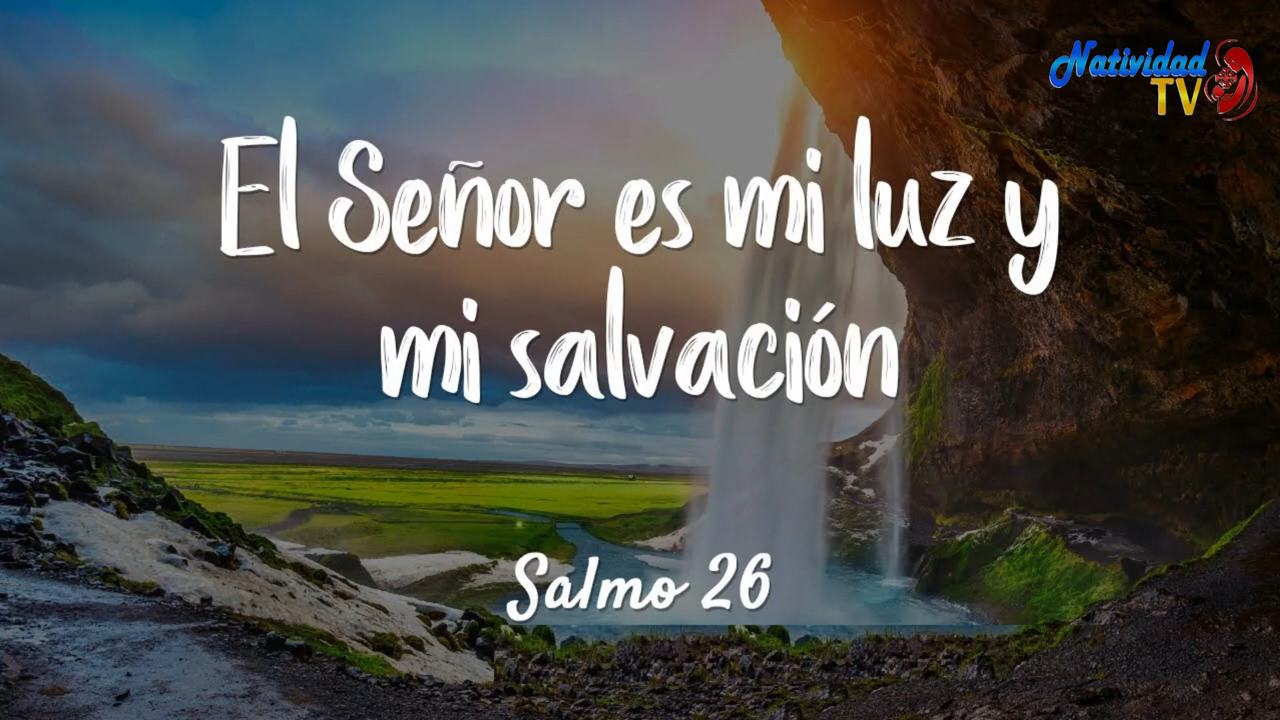 Natividad
TV
El Señor es mi luz y
mi salvación
Salmo 26